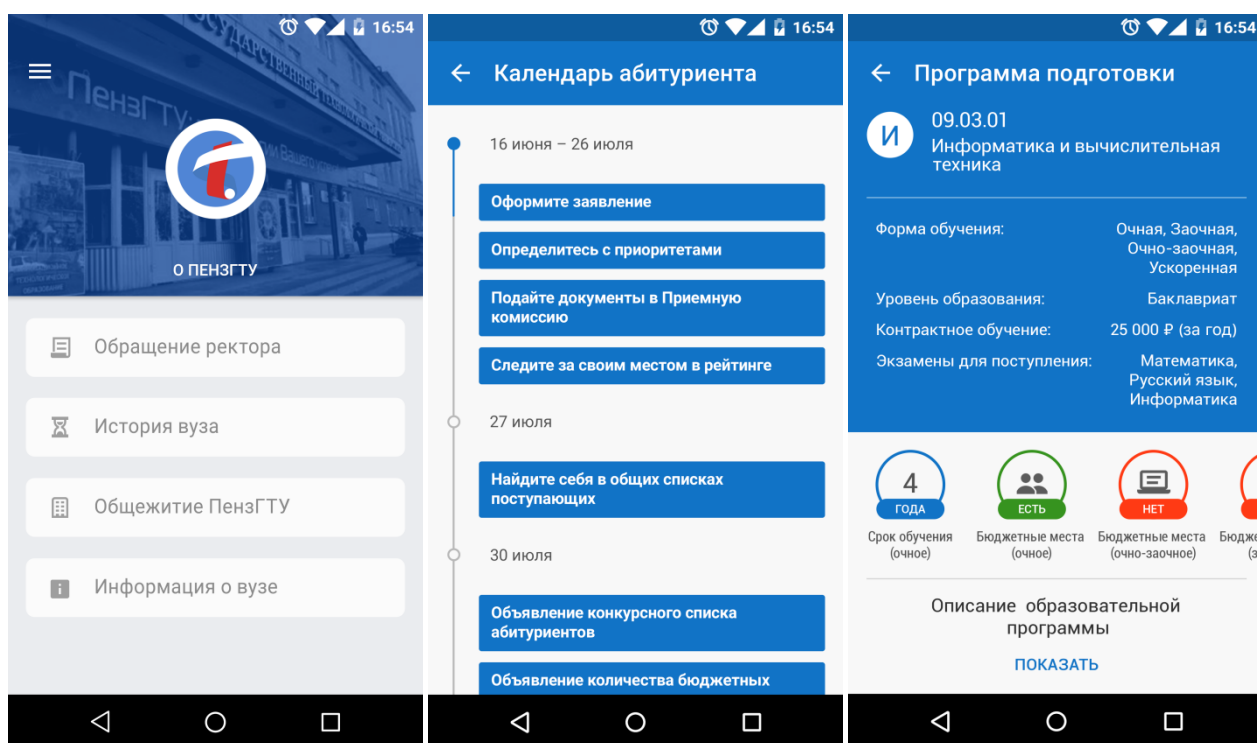 16:54
ПензГТУ
О ПЕНЗГТУ
Обращение ректора
История вуза
Общежитие ПензГТУ
Информация о вузе
16:54
Календарь абитуриента
16 июня – 26 июля
Оформите заявление
Определитесь с приоритетами
Подайте документы в Приемную
комиссию
Следите за своим местом в рейтинге
27 июля
Найдите себя в общих списках
поступающих
30 июля
Объявление конкурсного списка
абитуриентов
Объявление количества бюджетных
16:54
Программа подготовки
И
09.03.01
Информатика и вычислительная
техника
Форма обучения: Очная, Заочная,
Очно-заочная,
Ускоренная
Уровень образования: Баклавриат
Контрактное обучение: 25 000 ₽ (за год)
Экзамены для поступления: Математика,
Русский язык,
Информатика
4
ГОДА
Срок обучения
(очное)
ЕСТЬ
Бюджетные места
(очное)
НЕТ
Бюджетные места
(очно-заочное)
Описание образовательной
программы
ПОКАЗАТЬ